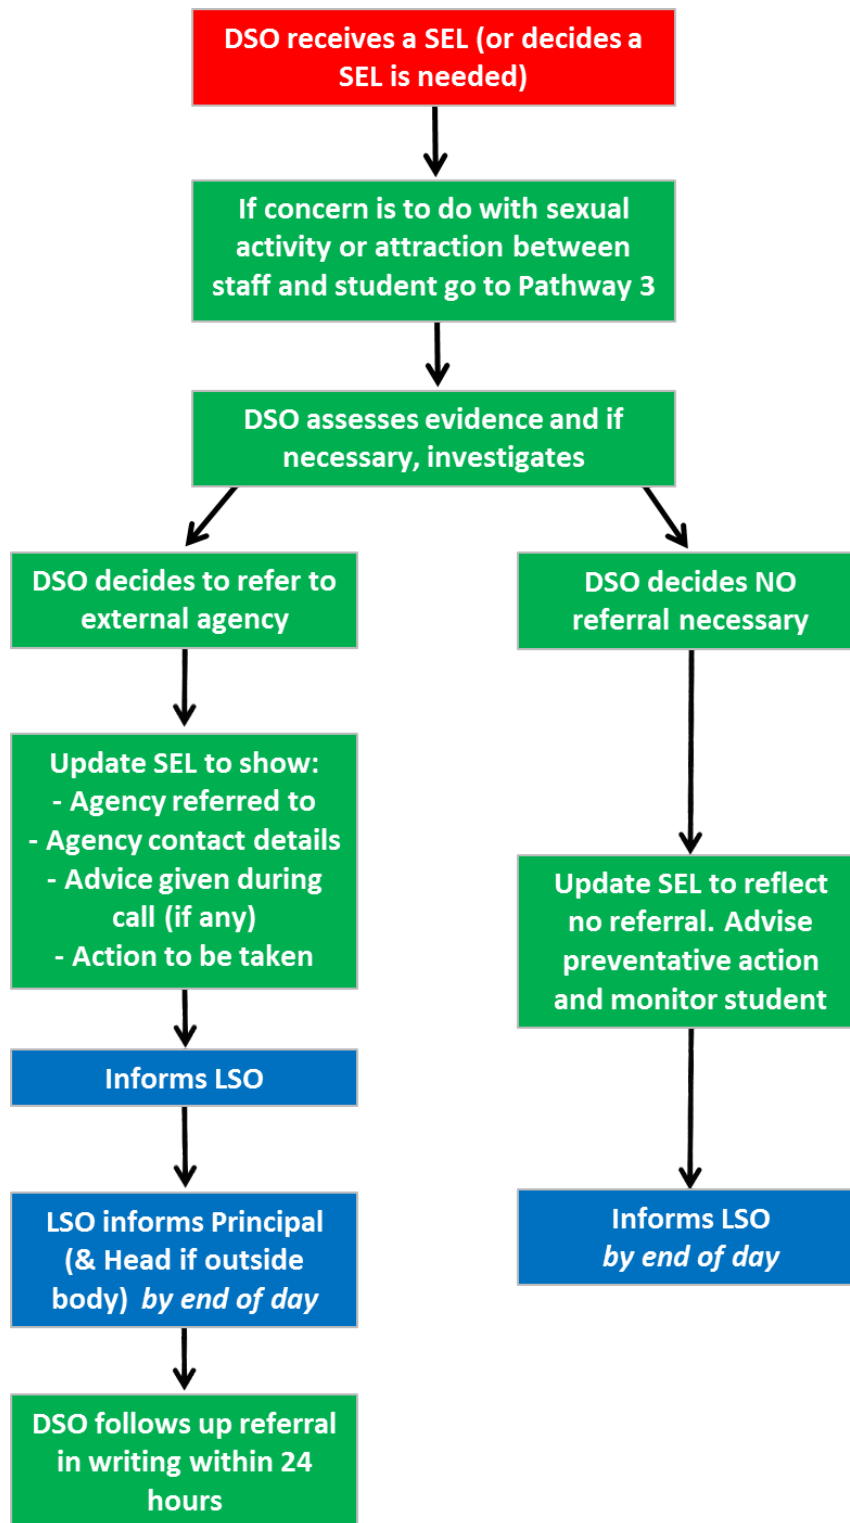 DSO receives a SEL (or decides a
SEL is needed)
If concern is to do with sexual
activity or attraction between
staff and student go to Pathway 3
DSO assesses evidence and if
necessary, investigates
DSO decides to refer to
external agency
Update SEL to show:
- Agency referred to
- Agency contact details
- Advice given during
call (if any)
- Action to be taken
Informs LSO
LSO informs Principal
(& Head if outside
body) by end of day
DSO follows up referral
in writing within 24
hours
DSO decides NO
referral necessary
Update SEL to reflect
no referral. Advise
preventative action
and monitor student
Informs LSO
by end of day